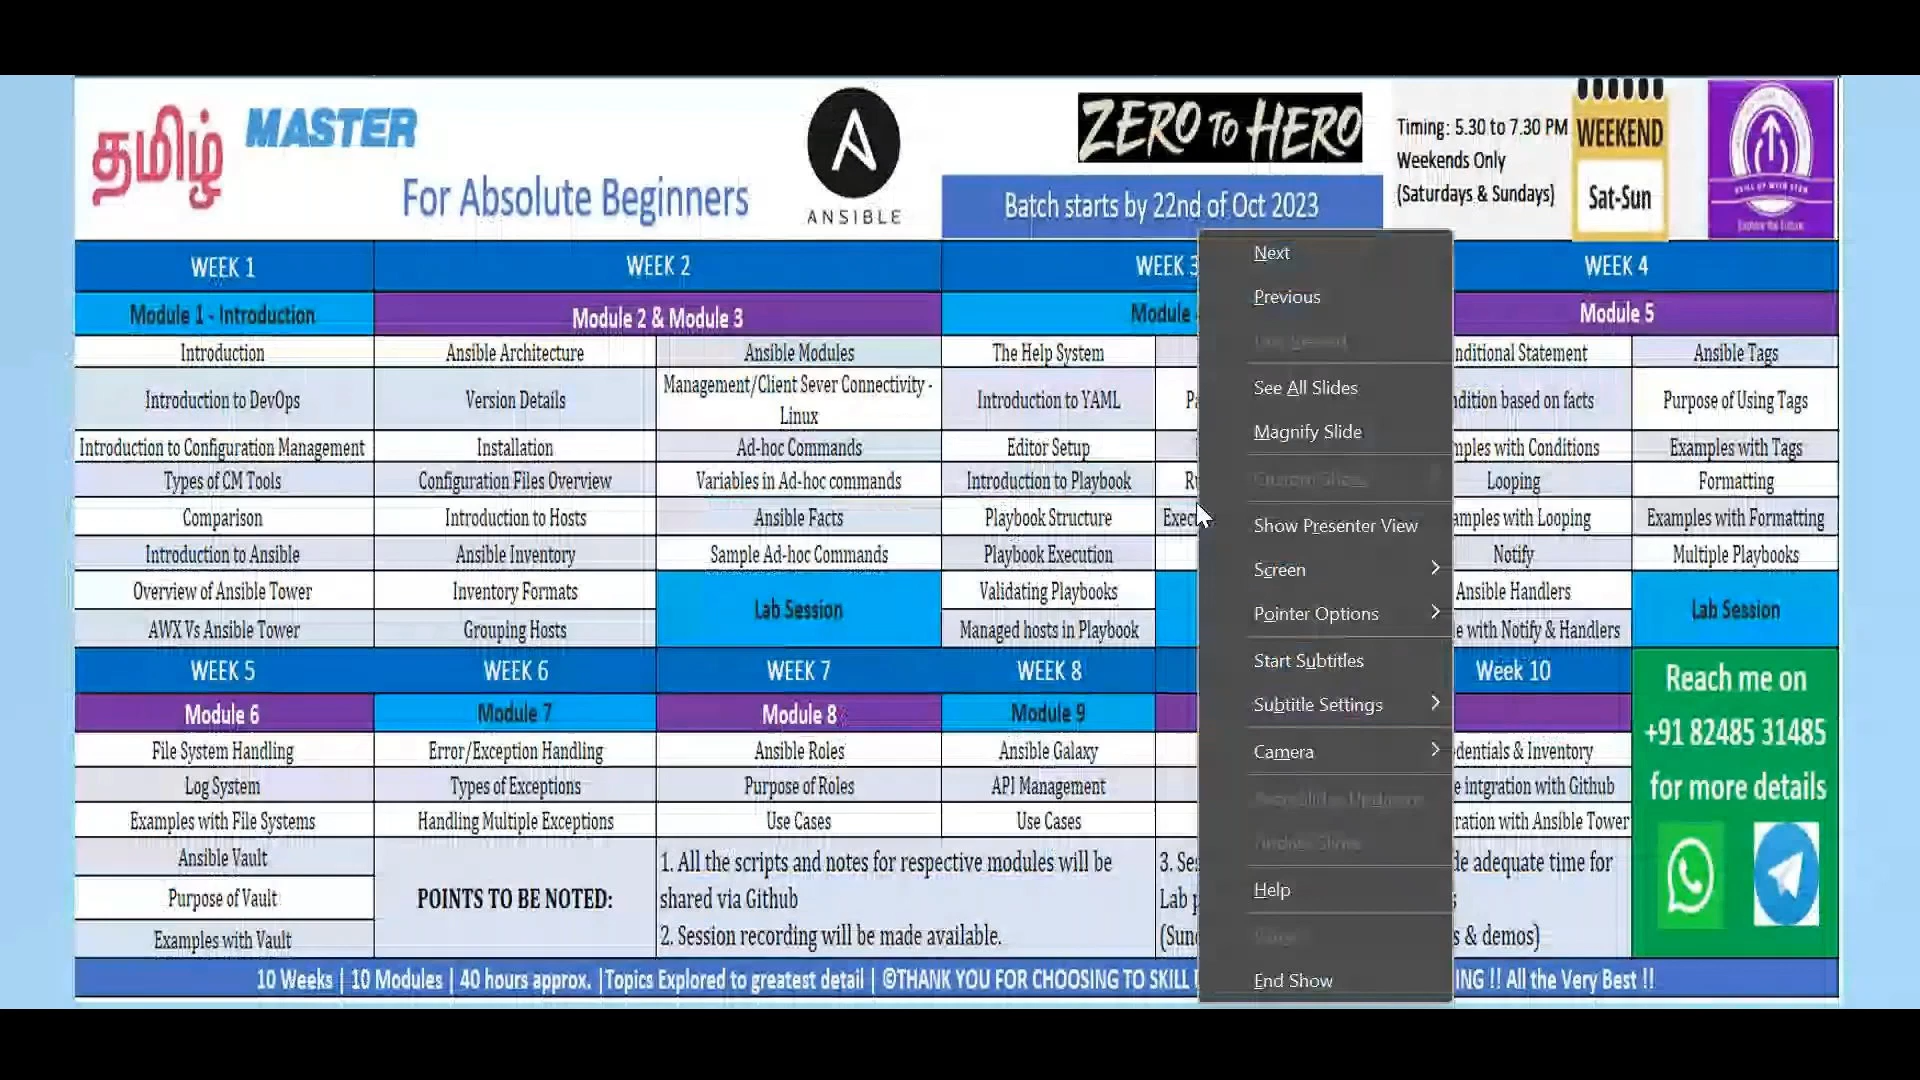 தமிழ் MASTER
For Absolute Beginners
ANSIBLE
ZERO TO HERO
Batch starts by 22nd of Oct 2023
Timing: 5.30 to 7.30 PM
Weekends Only
(Saturdays & Sundays)
WEEKEND
Sat-Sun
WEEK 1
WEEK 2
WEEK 3
WEEK 4
Module 1 - Introduction
Module 2 & Module 3
Module
Module 5
Introduction
Introduction to DevOps
Introduction to Configuration Management
Types of CM Tools
Comparison
Introduction to Ansible
Overview of Ansible Tower
AWX Vs Ansible Tower
Ansible Architecture
Version Details
Installation
Configuration Files Overview
Introduction to Hosts
Ansible Inventory
Inventory Formats
Grouping Hosts
Ansible Modules
Management/Client Sever Connectivity -
Linux
Ad-hoc Commands
Variables in Ad-hoc commands
Ansible Facts
Sample Ad-hoc Commands
Lab Session
The Help System
Introduction to YAML
Editor Setup
Introduction to Playbook
Playbook Structure
Playbook Execution
Validating Playbooks
Managed hosts in Playbook
nditional Statement
dition based on facts
mples with Conditions
Looping
amples with Looping
Notify
Ansible Handlers
e with Notify & Handlers
Ansible Tags
Purpose of Using Tags
Examples with Tags
Formatting
Examples with Formatting
Multiple Playbooks
Lab Session
WEEK 5
WEEK 6
WEEK 7
WEEK 8
Week 10
Module 6
Module 7
Module 8
Module 9
File System Handling
Log System
Examples with File Systems
Ansible Vault
Purpose of Vault
Examples with Vault
Error/Exception Handling
Types of Exceptions
Handling Multiple Exceptions
Ansible Roles
Purpose of Roles
Use Cases
Ansible Galaxy
API Management
Use Cases
dentials & Inventory
e intgration with Github
ration with Ansible Tower
POINTS TO BE NOTED:
1. All the scripts and notes for respective modules will be
shared via Github
2. Session recording will be made available.
3. Se
Lab p
(Sun
le adequate time for
s & demos)
Reach me on
+91 82485 31485
for more details
10 Weeks | 10 Modules | 40 hours approx. |Topics Explored to greatest detail | ©THANK YOU FOR CHOOSING TO SKILL
ING !! All the Very Best !!
Next
Previous
See All Slides
Magnify Slide
Show Presenter View
Screen
Pointer Options
Start Subtitles
Subtitle Settings
Camera
Help
End Show